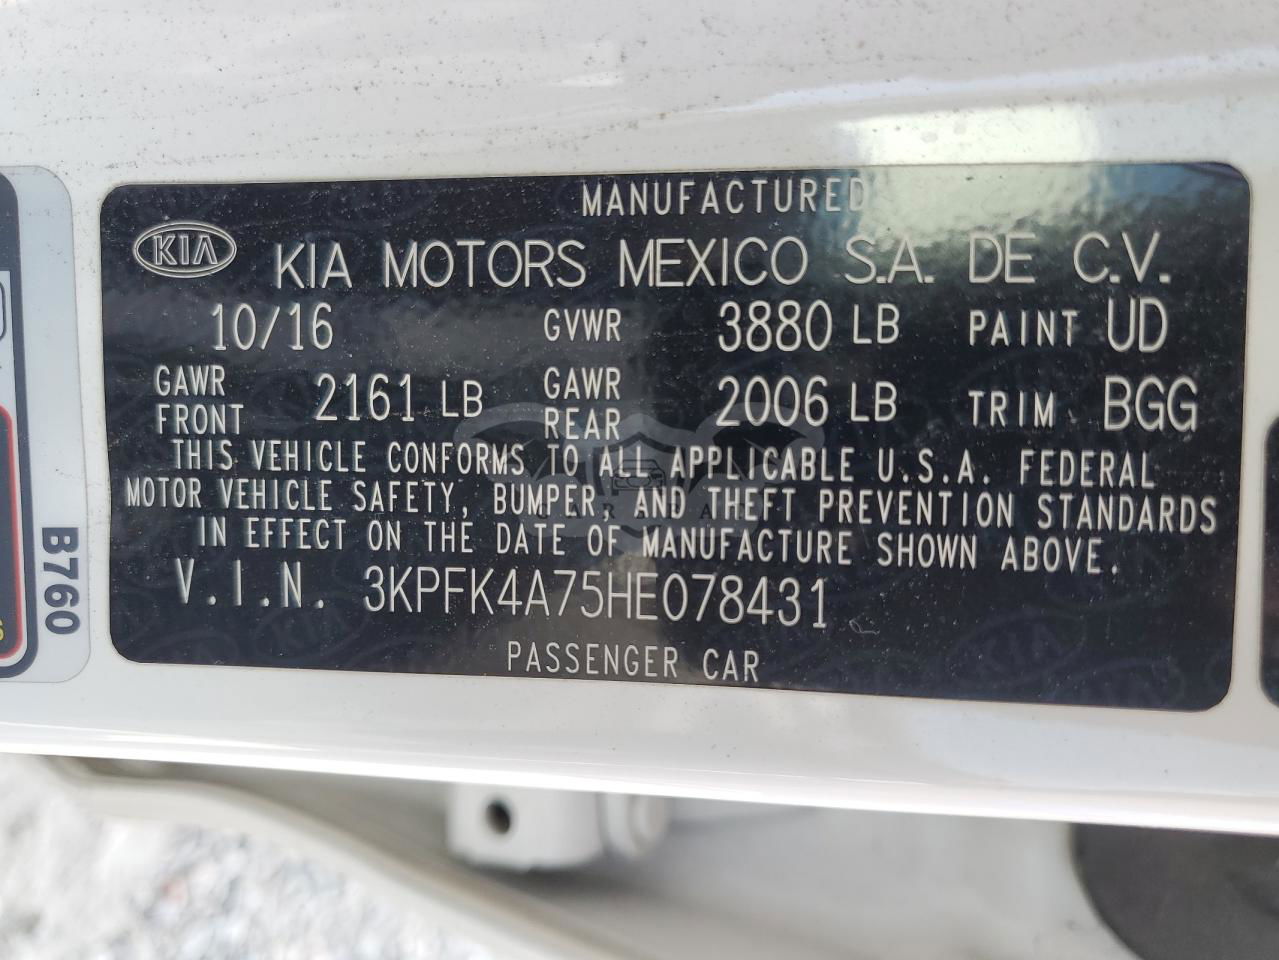 MANUFACTURED
KIA KIA MOTORS MEXICO S.A. DE C.V.
10/16 GVWR 3880 LB PAINT UD
GAWR FRONT 2161 LB GAWR REAR 2006 LB TRIM BGG
THIS VEHICLE CONFORMS TO ALL APPLICABLE U.S.A. FEDERAL
MOTOR VEHICLE SAFETY, BUMPER, AND THEFT PREVENTION STANDARDS
IN EFFECT ON THE DATE OF MANUFACTURE SHOWN ABOVE.
V.I.N. 3KPFK4A75HE078431
PASSENGER CAR
B760